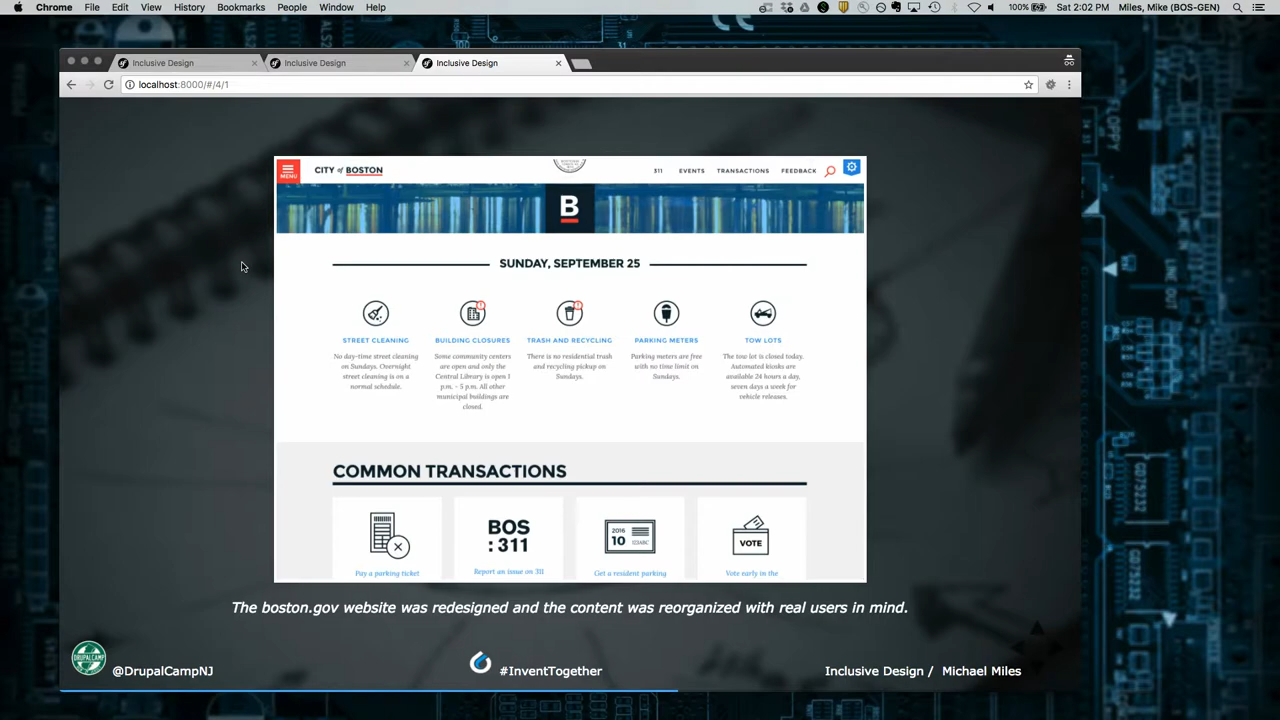 Chrome File Edit View History Bookmarks People Window Help 100% Sat 2:02 PM Miles, Mike (BOS-GEN)
Inclusive Design Inclusive Design Inclusive Design
localhost:8000/#/4/1
MENU CITY of BOSTON 311 EVENTS TRANSACTIONS FEEDBACK
B
SUNDAY, SEPTEMBER 25
STREET CLEANING BUILDING CLOSURES TRASH AND RECYCLING PARKING METERS TOW LOTS
No day-time street cleaning Some community centers There is no residential trash Parking meters are free The tow lot is closed today.
on Sundays. Overnight are open and only the and recycling pickup on with no time limit on Automated kiosks are
street cleaning is on a Central Library is open 1 Sundays. Sundays. available 24 hours a day,
normal schedule. p.m. - 5 p.m. All other seven days a week for
municipal buildings are vehicle releases.
closed.
COMMON TRANSACTIONS
BOS
:311
2016
10
VOTE
Pay a parking ticket Report an issue on 311 Get a resident parking Vote early in the
The boston.gov website was redesigned and the content was reorganized with real users in mind.
DRUPALCAMP
@DrupalCampNJ #InventTogether Inclusive Design / Michael Miles
FLOPPY
LINE OUT